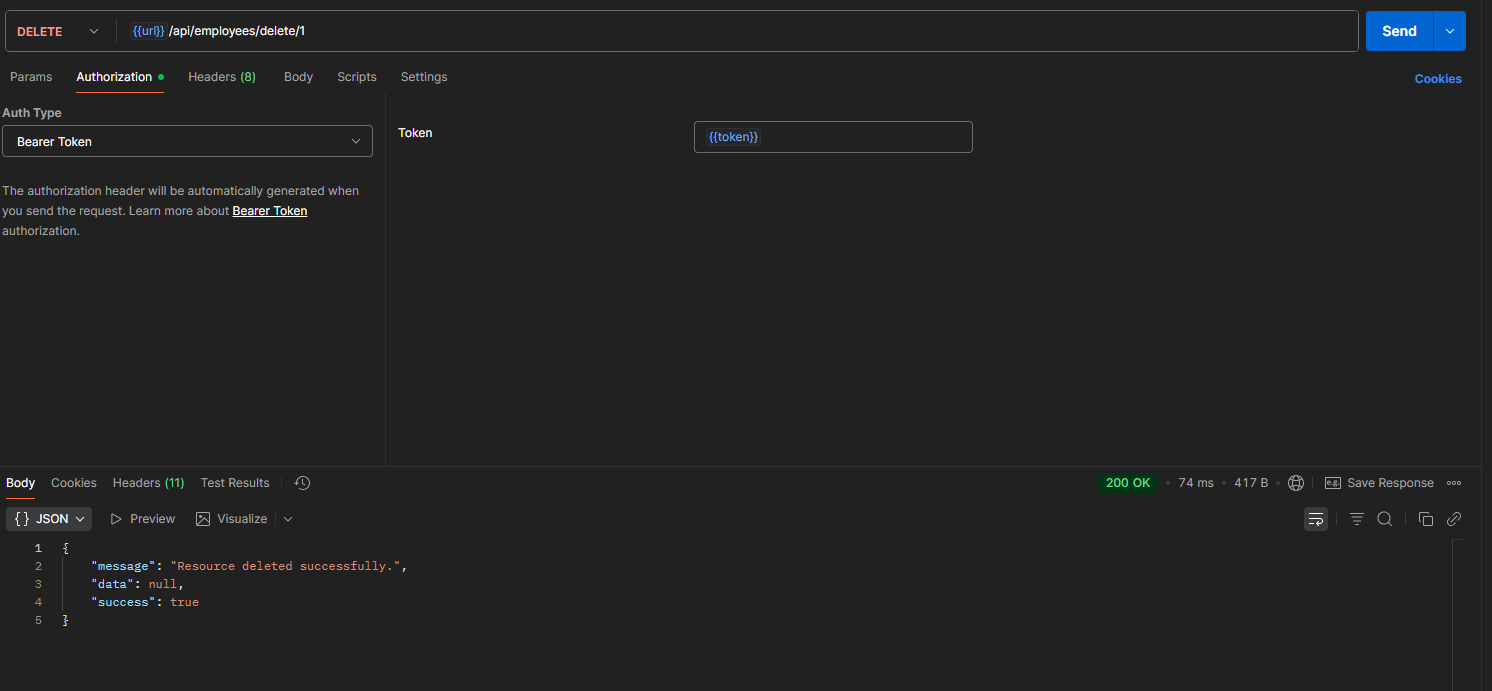 DELETE {{url}} /api/employees/delete/1 Send
Params Authorization Headers (8) Body Scripts Settings Cookies
Auth Type
Bearer Token
Token {{token}}
The authorization header will be automatically generated when
you send the request. Learn more about Bearer Token
authorization.
Body Cookies Headers (11) Test Results 200 OK 74 ms 417 B e.g. Save Response
{} JSON Preview Visualize
1 {
2 "message": "Resource deleted successfully.",
3 "data": null,
4 "success": true
5 }